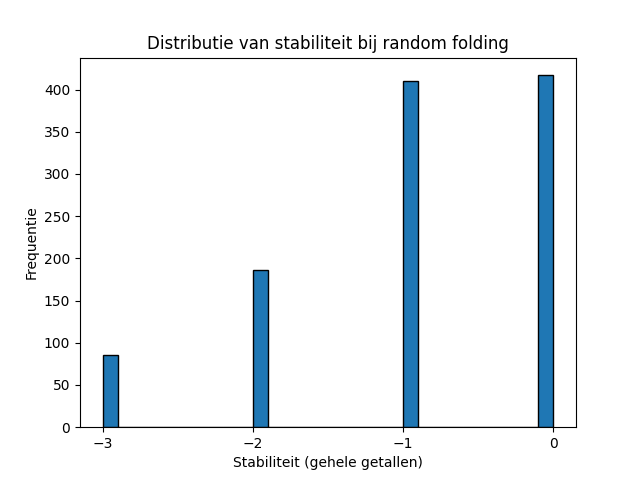 Distributie van stabiliteit bij random folding
400
350
300
250
200
150
100
50
0
Frequentie
−3 −2 −1 0
Stabiliteit (gehele getallen)